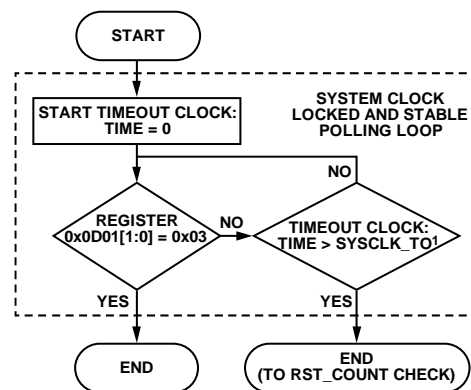 START
START TIMEOUT CLOCK:
TIME = 0
SYSTEM CLOCK
LOCKED AND STABLE
POLLING LOOP
NO
REGISTER
0x0D01[1:0] = 0x03
NO
TIMEOUT CLOCK:
TIME > SYSCLK_TO¹
YES
YES
END
END
(TO RST_COUNT CHECK)